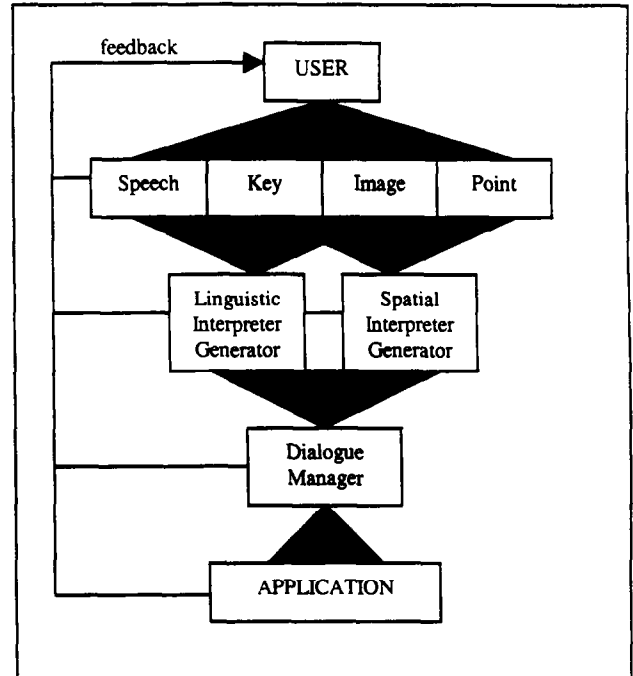 feedback
USER
Speech
Key
Image
Point
Linguistic
Interpreter
Generator
Spatial
Interpreter
Generator
Dialogue
Manager
APPLICATION